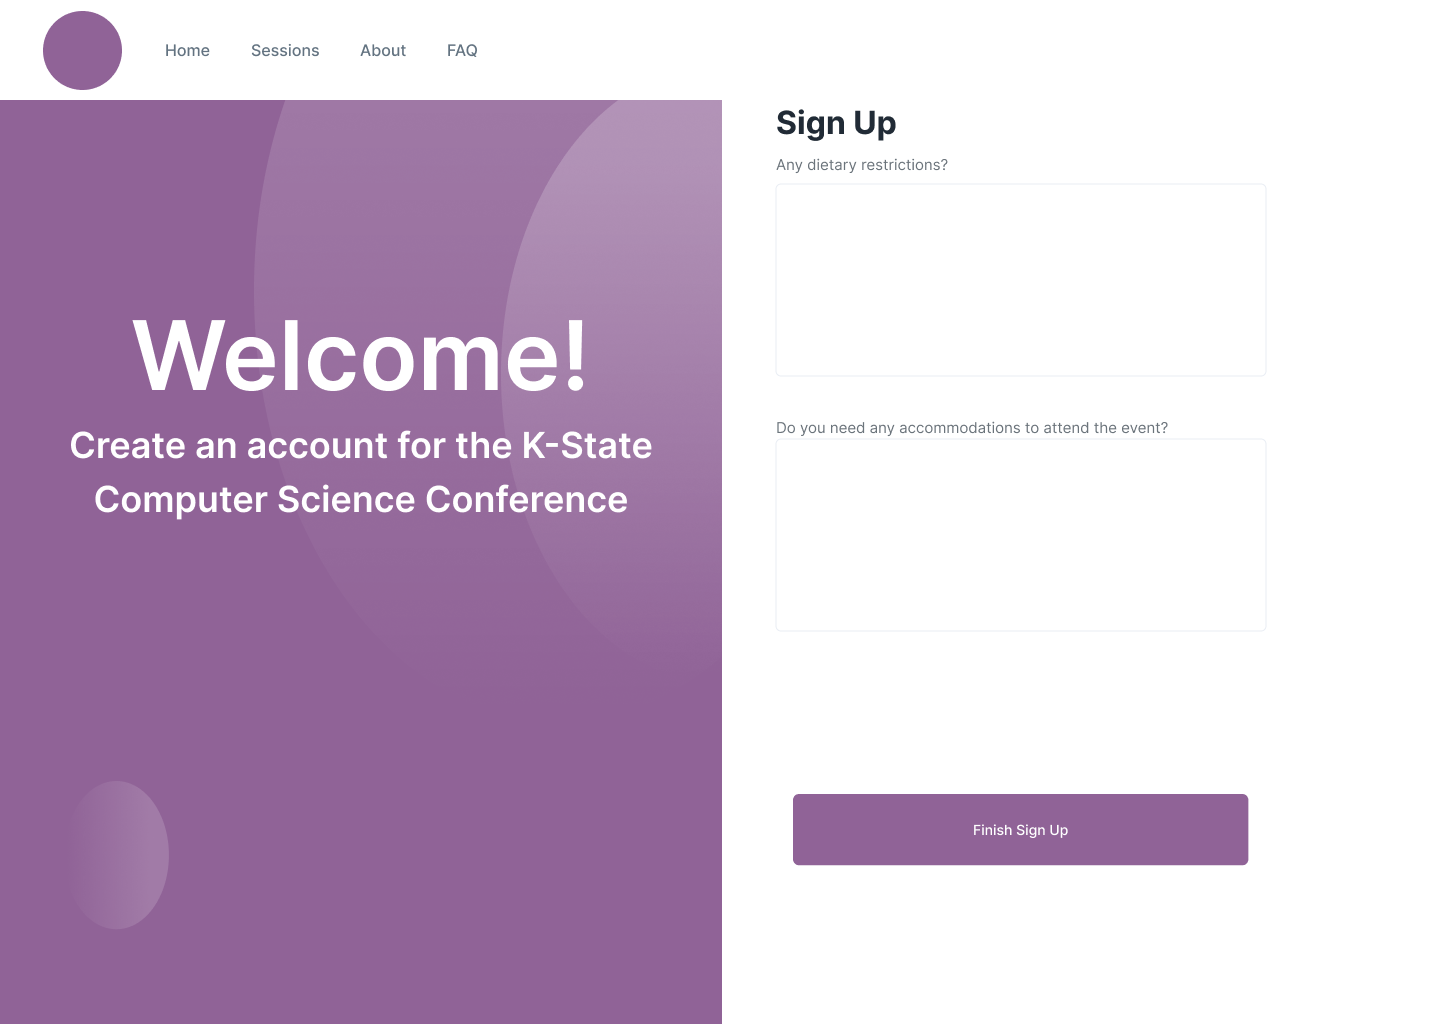 Home Sessions About FAQ
Welcome!
Create an account for the K-State
Computer Science Conference
Sign Up
Any dietary restrictions?
Do you need any accommodations to attend the event?
Finish Sign Up